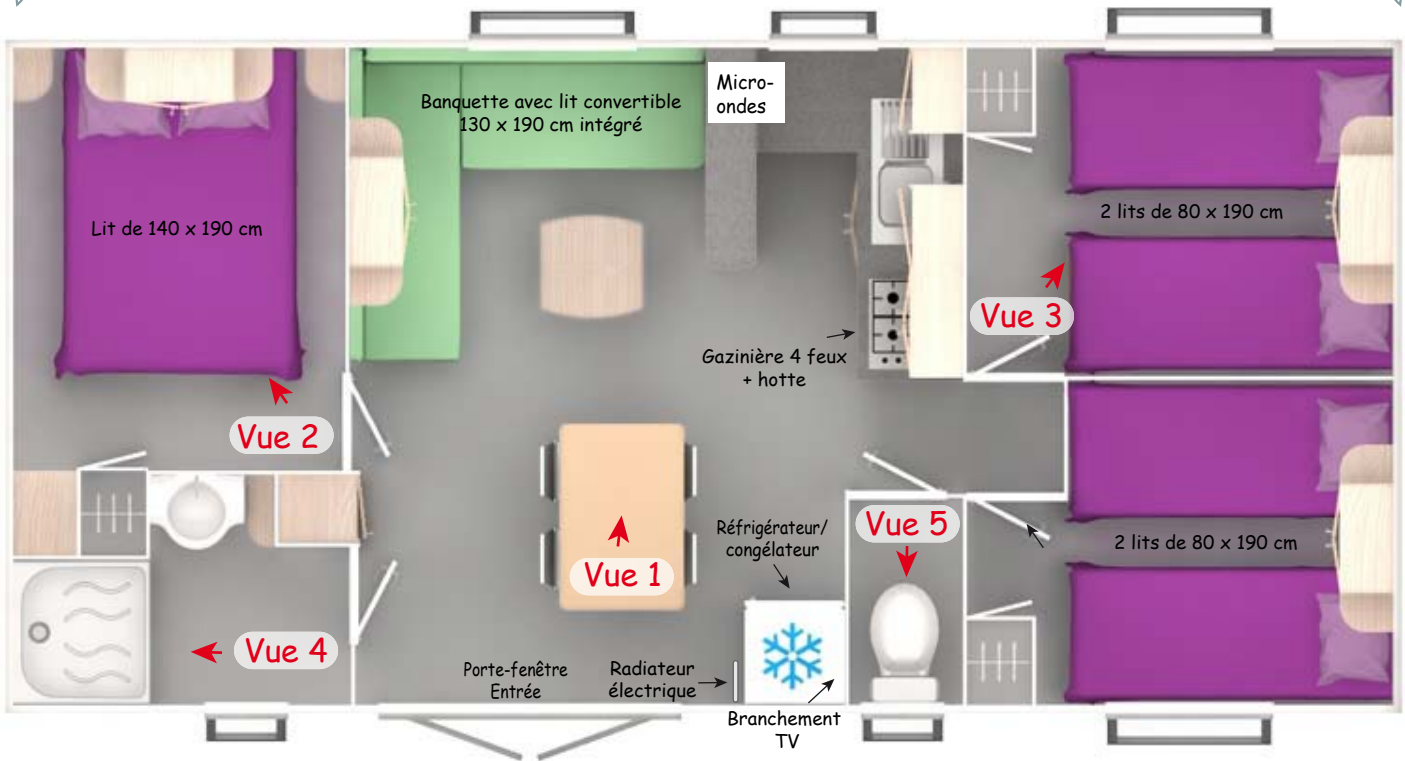 Banquette avec lit convertible
130 x 190 cm intégré
Micro-
ondes
Lit de 140 x 190 cm
2 lits de 80 x 190 cm
Vue 3
Gazinière 4 feux
+ hotte
Vue 2
Vue 5
Réfrigérateur/
congélateur
2 lits de 80 x 190 cm
Vue 1
Vue 4
Porte-fenêtre
Entrée
Radiateur
électrique
Branchement
TV